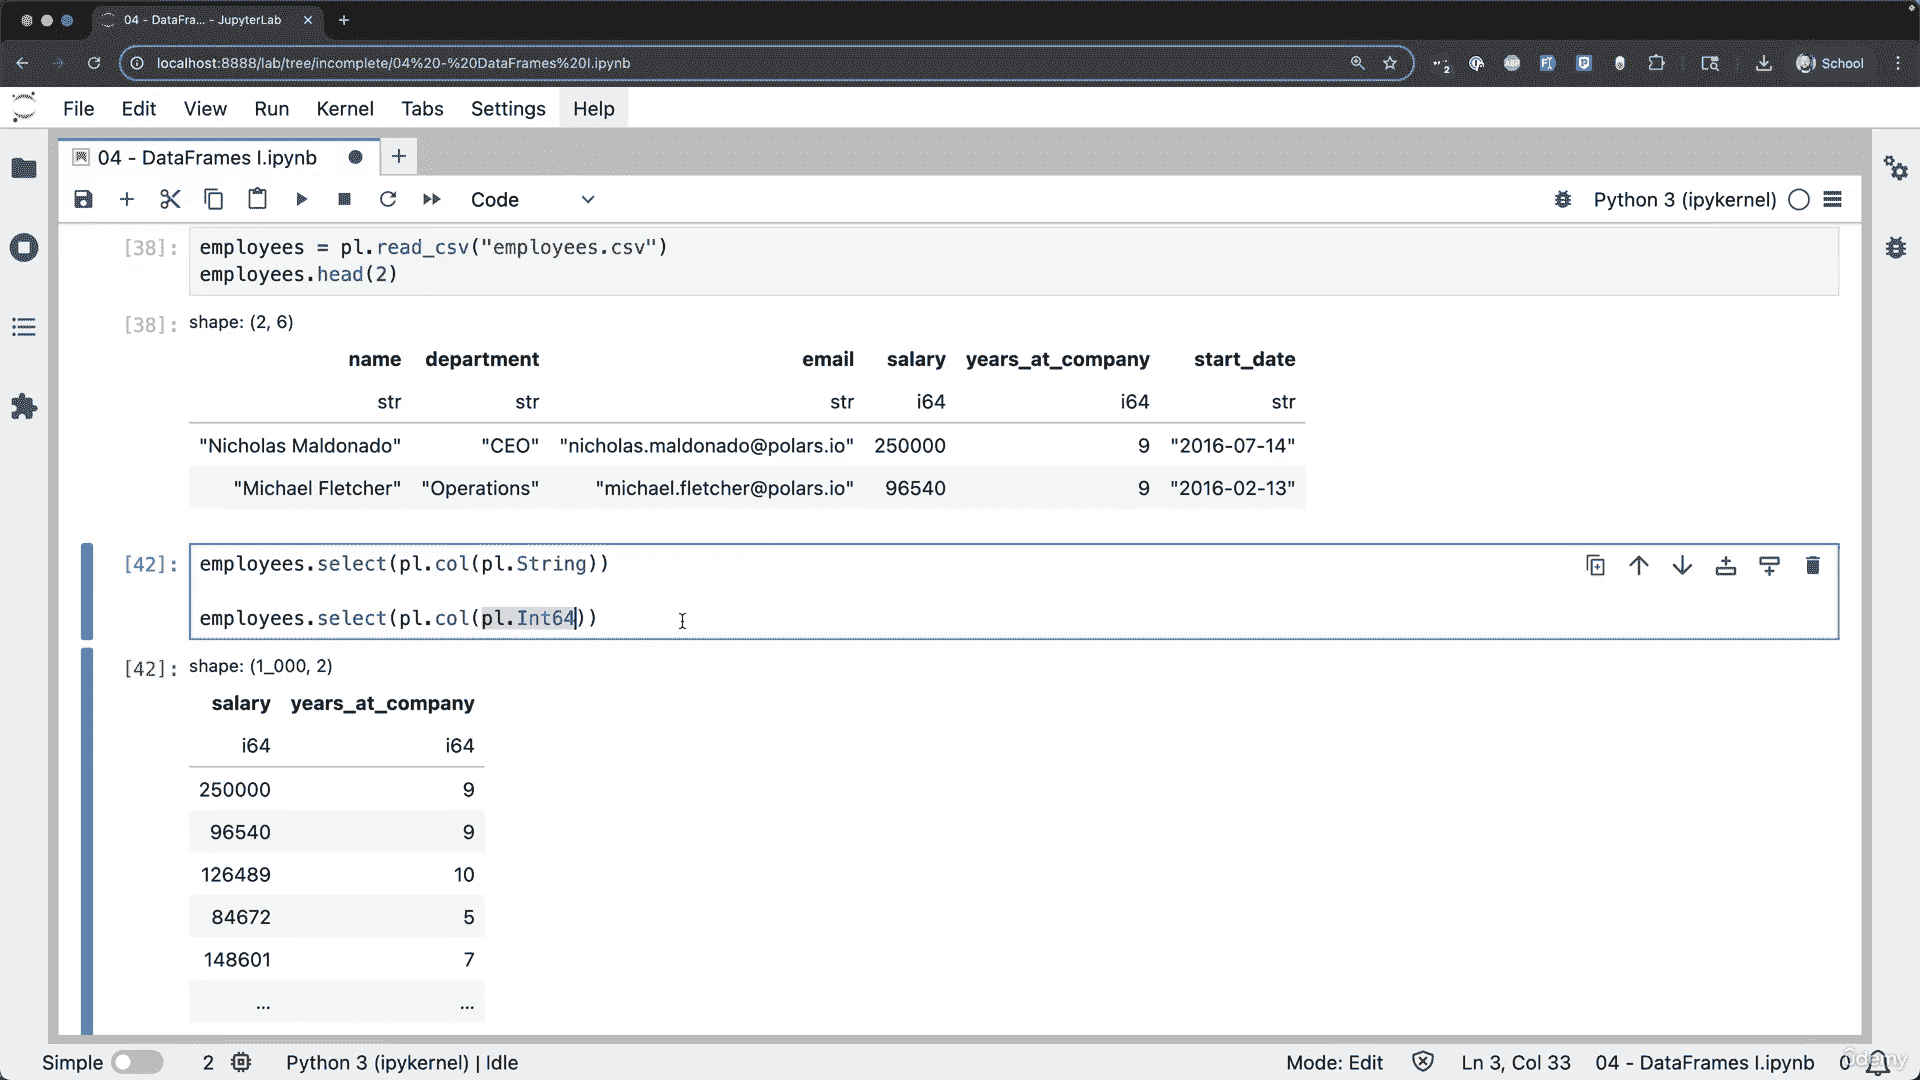 04 - DataFra... - JupyterLab
localhost:8888/lab/tree/incomplete/04%20-%20DataFrames%20I.ipynb
School
File Edit View Run Kernel Tabs Settings Help
04 - DataFrames I.ipynb
Code
Python 3 (ipykernel)
[38]: employees = pl.read_csv("employees.csv")
employees.head(2)
[38]: shape: (2, 6)
name department email salary years_at_company start_date
str str str i64 i64 str
"Nicholas Maldonado" "CEO" "nicholas.maldonado@polars.io" 250000 9 "2016-07-14"
"Michael Fletcher" "Operations" "michael.fletcher@polars.io" 96540 9 "2016-02-13"
[42]: employees.select(pl.col(pl.String))
employees.select(pl.col(pl.Int64))
[42]: shape: (1_000, 2)
salary years_at_company
i64 i64
250000 9
96540 9
126489 10
84672 5
148601 7
... ...
Simple 2 Python 3 (ipykernel) | Idle Mode: Edit Ln 3, Col 33 04 - DataFrames I.ipynb 0
udemy